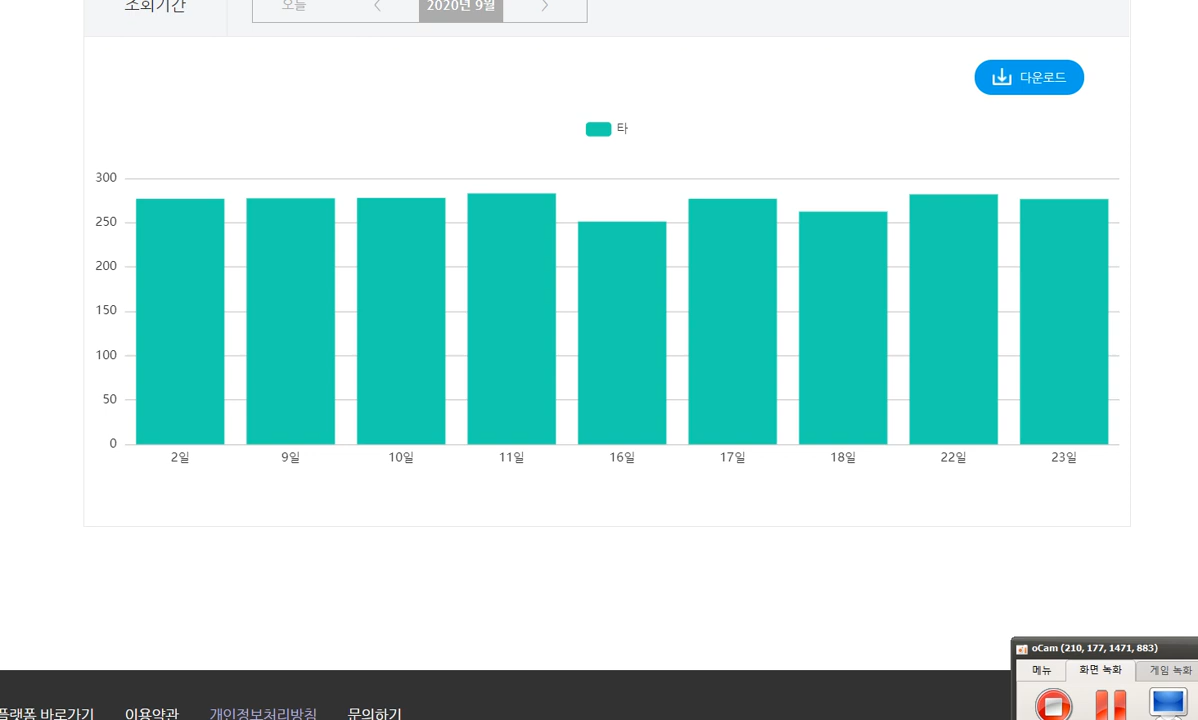 조회기간 오늘 2020년 9월
다운로드
타
300
250
200
150
100
50
0
2일 9일 10일 11일 16일 17일 18일 22일 23일
oCam (210, 177, 1471, 883)
메뉴 화면 녹화 게임 녹화
플랫폼 바로가기 이용약관 개인정보처리방침 문의하기